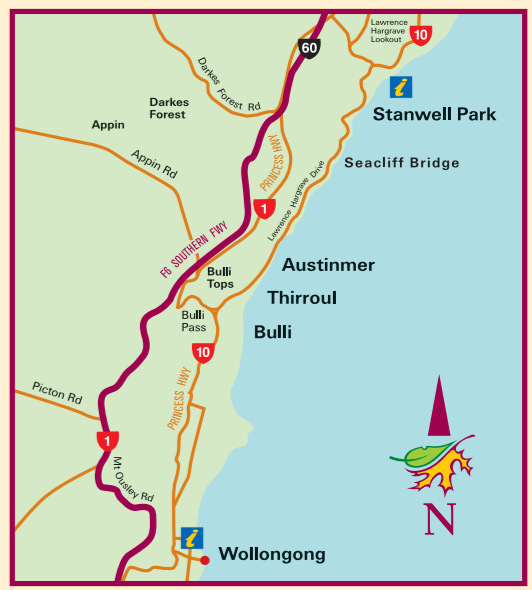 Lawrence
Hargrave
Lookout
10
60
i
Darkes Forest Rd
Darkes
Forest
Stanwell Park
Appin
PRINCESS HWY
Seacliff Bridge
Appin Rd
Lawrence Hargrave Drive
1
F6 SOUTHERN FWY
Austinmer
Bulli
Tops
Thirroul
Bulli
Pass
Bulli
10
PRINCESS HWY
Picton Rd
1
Mt Ousley Rd
N
i
Wollongong